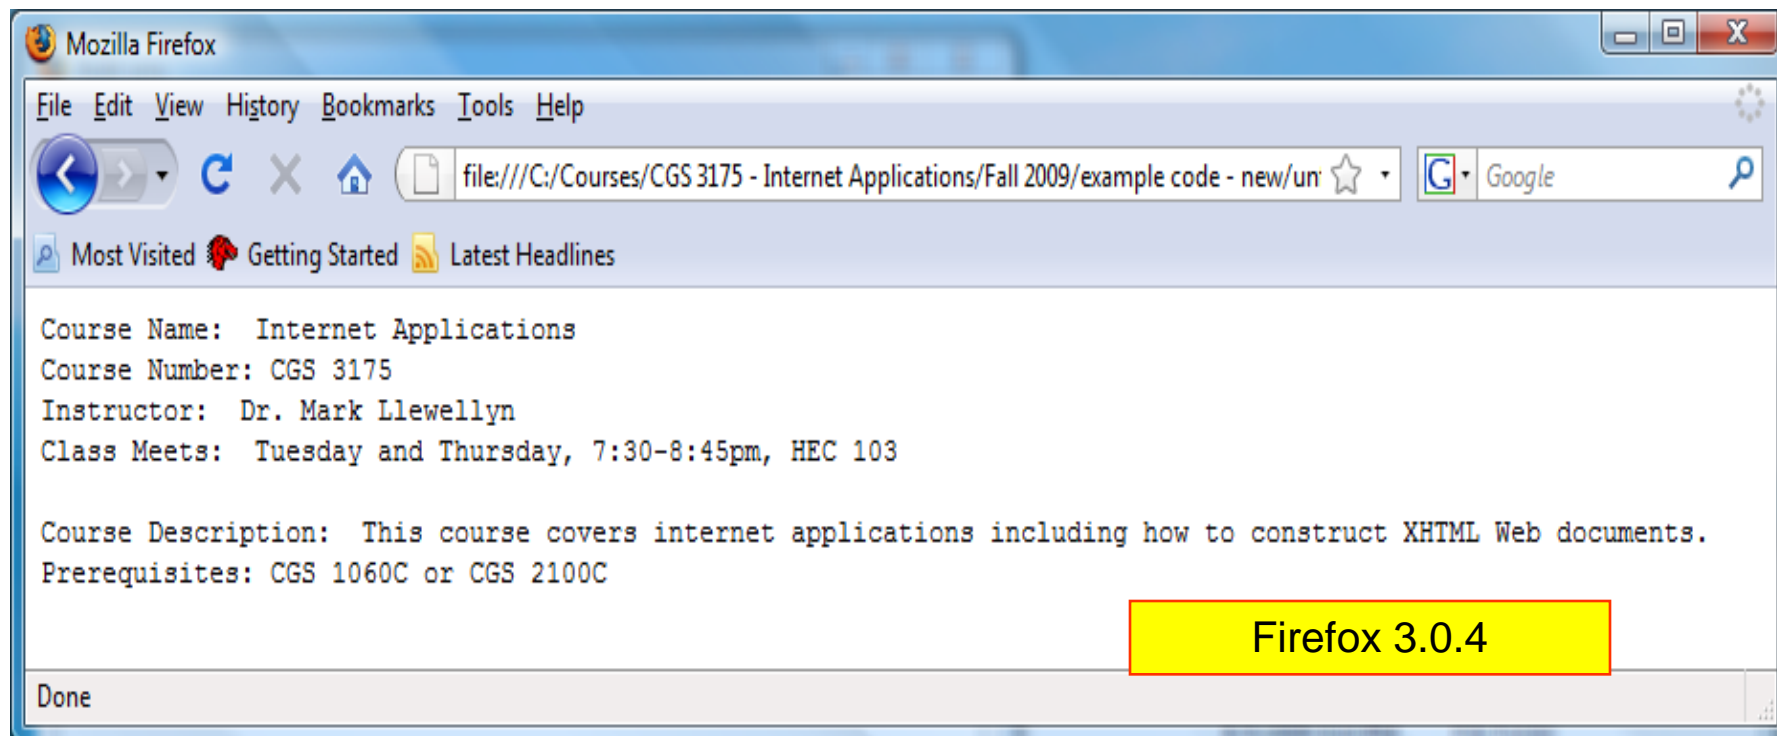 Mozilla Firefox
File Edit View History Bookmarks Tools Help
file:///C:/Courses/CGS 3175 - Internet Applications/Fall 2009/example code - new/un
G Google
Most Visited Getting Started Latest Headlines
Course Name:  Internet Applications
Course Number: CGS 3175
Instructor:  Dr. Mark Llewellyn
Class Meets:  Tuesday and Thursday, 7:30-8:45pm, HEC 103
Course Description:  This course covers internet applications including how to construct XHTML Web documents.
Prerequisites: CGS 1060C or CGS 2100C
Firefox 3.0.4
Done